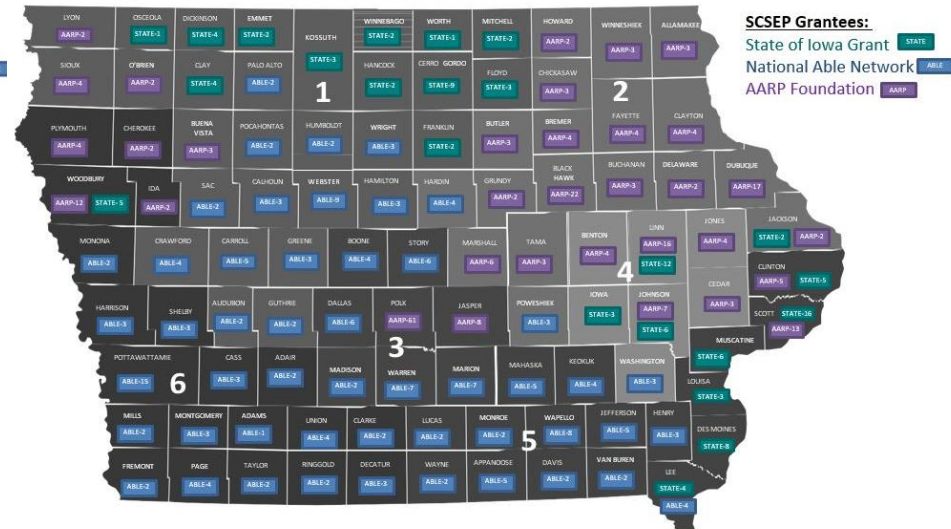 SCSEP Grantees:
State of Iowa Grant STATE
National Able Network ABLE
AARP Foundation AARP
LYON
AARP-2
OSCEOLA
STATE-1
DICKINSON
STATE-4
EMMET
STATE-2
KOSSUTH
STATE-3
WINNEBAGO
STATE-2
WORTH
STATE-1
MITCHELL
STATE-2
HOWARD
AARP-2
WINNESHIEK
AARP-3
ALLAMAKEE
AARP-3
SIOUX
AARP-4
O'BRIEN
AARP-2
CLAY
STATE-4
PALO ALTO
ABLE-2
1
HANCOCK
STATE-2
CERRO GORDO
STATE-9
FLOYD
STATE-3
CHICKASAW
AARP-3
2
PLYMOUTH
AARP-4
CHEROKEE
AARP-2
BUENA
VISTA
AARP-3
POCAHONTAS
ABLE-2
HUMBOLDT
ABLE-2
WRIGHT
ABLE-3
FRANKLIN
STATE-2
BUTLER
AARP-3
BREMER
AARP-4
FAYETTE
AARP-4
CLAYTON
AARP-4
WOODBURY
AARP-12 STATE-5
IDA
AARP-2
SAC
ABLE-2
CALHOUN
ABLE-3
WEBSTER
ABLE-9
HAMILTON
ABLE-3
HARDIN
ABLE-4
GRUNDY
AARP-2
BLACK
HAWK
AARP-22
BUCHANAN
AARP-3
DELAWARE
AARP-2
DUBUQUE
AARP-17
MONONA
ABLE-2
CRAWFORD
ABLE-4
CARROLL
ABLE-5
GREENE
ABLE-3
BOONE
ABLE-4
STORY
ABLE-6
MARSHALL
AARP-6
TAMA
AARP-3
BENTON
AARP-4
4
LINN
AARP-16
STATE-12
JONES
AARP-4
JACKSON
STATE-2 AARP-2
CLINTON
AARP-5 STATE-5
HARRISON
ABLE-3
SHELBY
ABLE-3
AUDUBON
ABLE-2
GUTHRIE
ABLE-2
DALLAS
ABLE-6
POLK
AARP-61
3
JASPER
AARP-8
POWESHIEK
ABLE-3
IOWA
STATE-3
JOHNSON
AARP-7
STATE-6
CEDAR
AARP-3
SCOTT STATE-16
AARP-13
MUSCATINE
STATE-6
POTTAWATTAMIE
ABLE-15
6
CASS
ABLE-3
ADAIR
ABLE-2
MADISON
ABLE-2
WARREN
ABLE-7
MARION
ABLE-7
MAHASKA
ABLE-5
KEOKUK
ABLE-4
WASHINGTON
ABLE-3
LOUISA
STATE-3
MILLS
ABLE-2
MONTGOMERY
ABLE-3
ADAMS
ABLE-1
UNION
ABLE-4
CLARKE
ABLE-2
LUCAS
ABLE-2
MONROE
ABLE-2
5
WAPELLO
ABLE-8
JEFFERSON
ABLE-5
HENRY
ABLE-3
DES MOINES
STATE-8
FREMONT
ABLE-2
PAGE
ABLE-4
TAYLOR
ABLE-2
RINGGOLD
ABLE-2
DECATUR
ABLE-3
WAYNE
ABLE-2
APPANOOSE
ABLE-5
DAVIS
ABLE-2
VAN BUREN
ABLE-2
LEE
STATE-4
ABLE-4